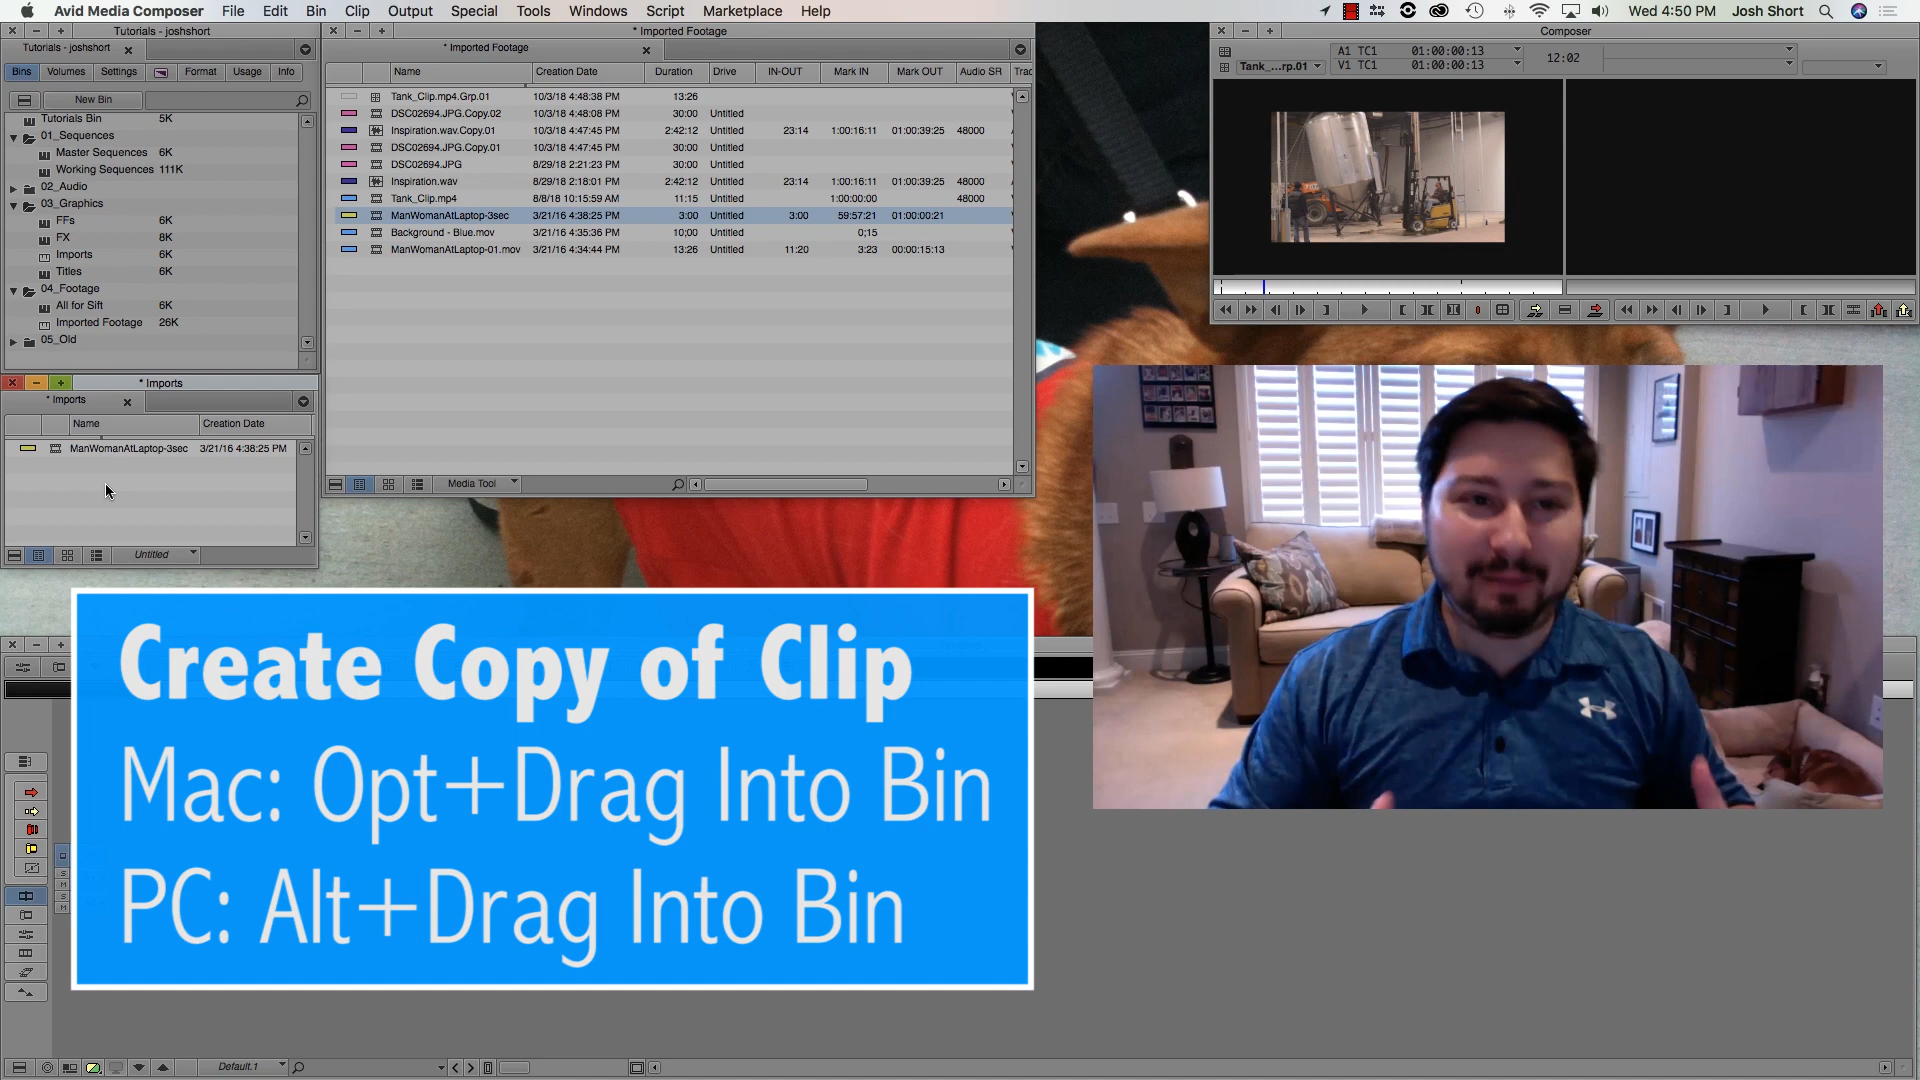 Avid Media Composer File Edit Bin Clip Output Special Tools Windows Script Marketplace Help Wed 4:50 PM Josh Short
Tutorials - joshshort
Tutorials - joshshort
Bins Volumes Settings Format Usage Info
New Bin
Tutorials Bin 5K
01_Sequences
Master Sequences 6K
Working Sequences 111K
02_Audio
03_Graphics
FFs 6K
FX 8K
Imports 6K
Titles 6K
04_Footage
All for Sift 6K
Imported Footage 26K
05_Old
* Imports
* Imports
Name Creation Date
ManWomanAtLaptop-3sec 3/21/16 4:38:25 PM
Untitled
* Imported Footage
* Imported Footage
Name Creation Date Duration Drive IN-OUT Mark IN Mark OUT Audio SR Trac
Tank_Clip.mp4.Grp.01 10/3/18 4:48:38 PM 13:26
DSC02694.JPG.Copy.02 10/3/18 4:48:08 PM 30:00 Untitled
Inspiration.wav.Copy.01 10/3/18 4:47:45 PM 2:42:12 Untitled 23:14 1:00:16:11 01:00:39:25 48000
DSC02694.JPG.Copy.01 10/3/18 4:47:45 PM 30:00 Untitled
DSC02694.JPG 8/29/18 2:21:23 PM 30:00 Untitled
Inspiration.wav 8/29/18 2:18:01 PM 2:42:12 Untitled 23:14 1:00:16:11 01:00:39:25 48000
Tank_Clip.mp4 8/8/18 10:15:59 AM 11:15 Untitled 1:00:00:00 48000
ManWomanAtLaptop-3sec 3/21/16 4:38:25 PM 3:00 Untitled 3:00 59:57:21 01:00:00:21
Background - Blue.mov 3/21/16 4:35:36 PM 10;00 Untitled 0;15
ManWomanAtLaptop-01.mov 3/21/16 4:34:44 PM 13:26 Untitled 11:20 3:23 00:00:15:13
Media Tool
Composer
Tank_...rp.01
A1 TC1 01:00:00:13
V1 TC1 01:00:00:13
12:02
Create Copy of Clip
Mac: Opt+Drag Into Bin
PC: Alt+Drag Into Bin
S
M
S
M
Default.1